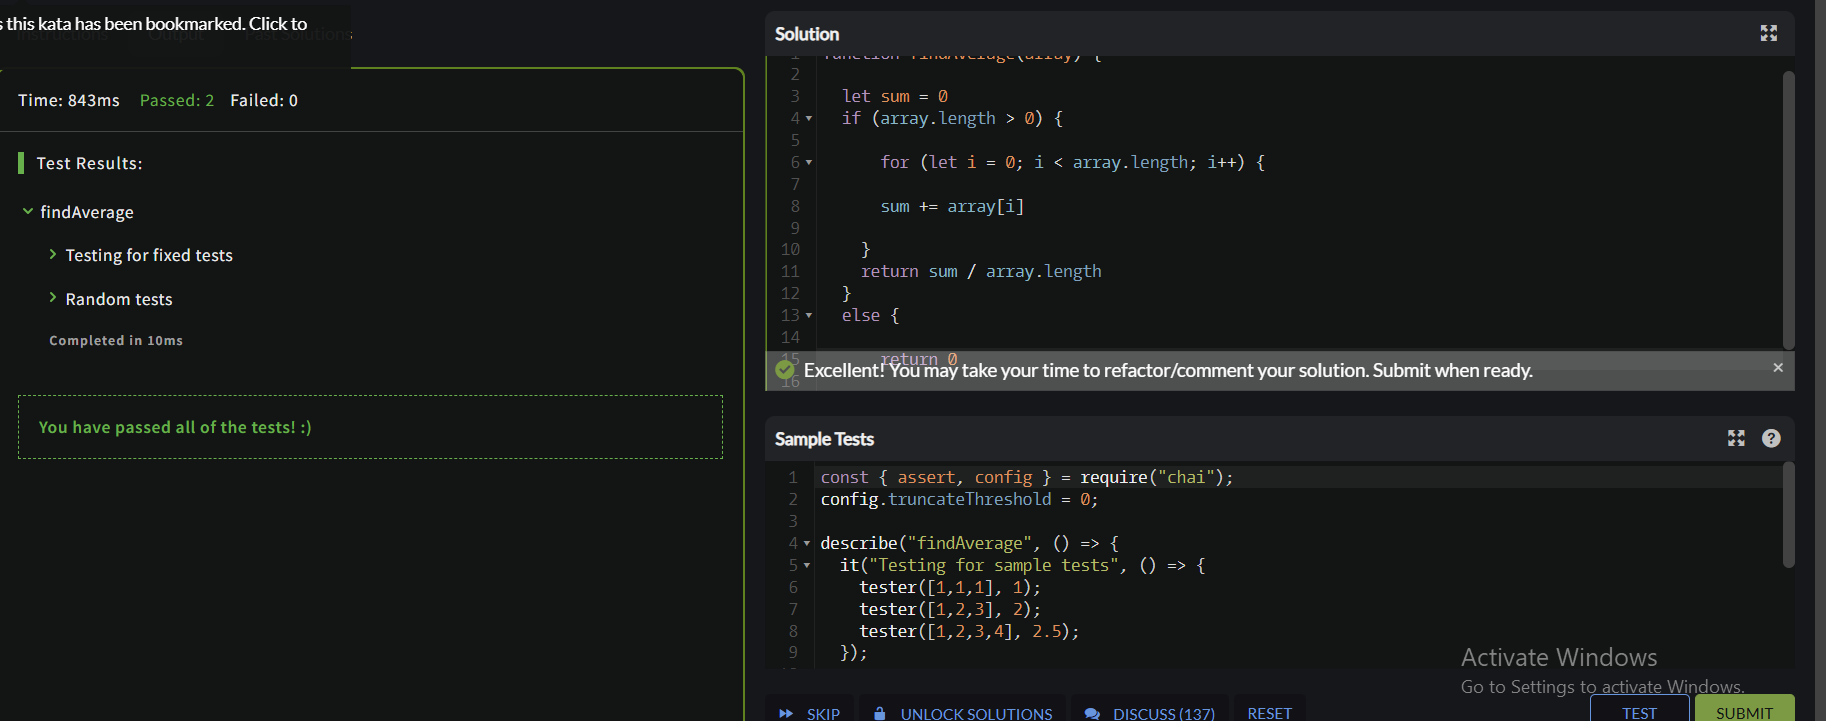 s this kata has been bookmarked. Click to
Time: 843ms Passed: 2 Failed: 0
Test Results:
findAverage
Testing for fixed tests
Random tests
Completed in 10ms
You have passed all of the tests! :)
Solution
1 function findAverage(array) {
2
3 let sum = 0
4 if (array.length > 0) {
5
6 for (let i = 0; i < array.length; i++) {
7
8 sum += array[i]
9
10 }
11 return sum / array.length
12 }
13 else {
14
15 return 0
16
Excellent! You may take your time to refactor/comment your solution. Submit when ready.
Sample Tests
1 const { assert, config } = require("chai");
2 config.truncateThreshold = 0;
3
4 describe("findAverage", () => {
5 it("Testing for sample tests", () => {
6 tester([1,1,1], 1);
7 tester([1,2,3], 2);
8 tester([1,2,3,4], 2.5);
9 });
Activate Windows
Go to Settings to activate Windows.
SKIP UNLOCK SOLUTIONS DISCUSS (137) RESET TEST SUBMIT